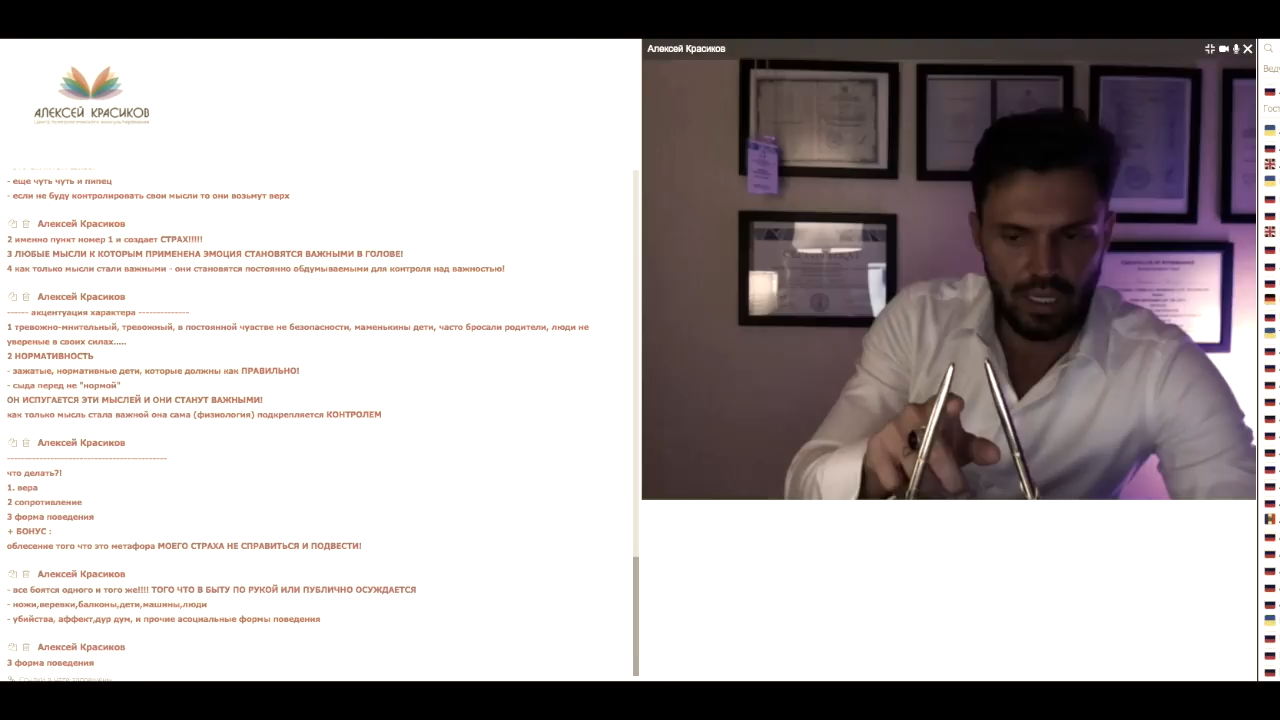 АЛЕКСЕЙ КРАСИКОВ
- еще чуть чуть и пипец
- если не буду контролировать свои мысли то они возьмут верх
Алексей Красиков
2 именно пункт номер 1 и создает СТРАХ!!!!!
3 ЛЮБЫЕ МЫСЛИ К КОТОРЫМ ПРИМЕНЕНА ЭМОЦИЯ СТАНОВЯТСЯ ВАЖНЫМИ В ГОЛОВЕ!
4 как только мысли стали важными - они становятся постоянно обдумываемыми для контроля над важностью!
Алексей Красиков
------ акцентуация характера --------------
1 тревожно-мнительный, тревожный, в постоянной чувстве не безопасности, маменькины дети, часто бросали родители, люди не
увереные в своих силах.....
2 НОРМАТИВНОСТЬ
- зажатые, нормативные дети, которые должны как ПРАВИЛЬНО!
- сыда перед не "нормой"
ОН ИСПУГАЕТСЯ ЭТИ МЫСЛЕЙ И ОНИ СТАНУТ ВАЖНЫМИ!
как только мысль стала важной она сама (физиология) подкрепляется КОНТРОЛЕМ
Алексей Красиков
--------------------------------------------
что делать?!
1. вера
2 сопротивление
3 форма поведения
+ БОНУС :
облесение того что это метафора МОЕГО СТРАХА НЕ СПРАВИТЬСЯ И ПОДВЕСТИ!
Алексей Красиков
- все боятся одного и того же!!!! ТОГО ЧТО В БЫТУ ПО РУКОЙ ИЛИ ПУБЛИЧНО ОСУЖДАЕТСЯ
- ножи,веревки,балконы,дети,машины,люди
- убийства, аффект,дур дум, и прочие асоциальные формы поведения
Алексей Красиков
3 форма поведения
Алексей Красиков